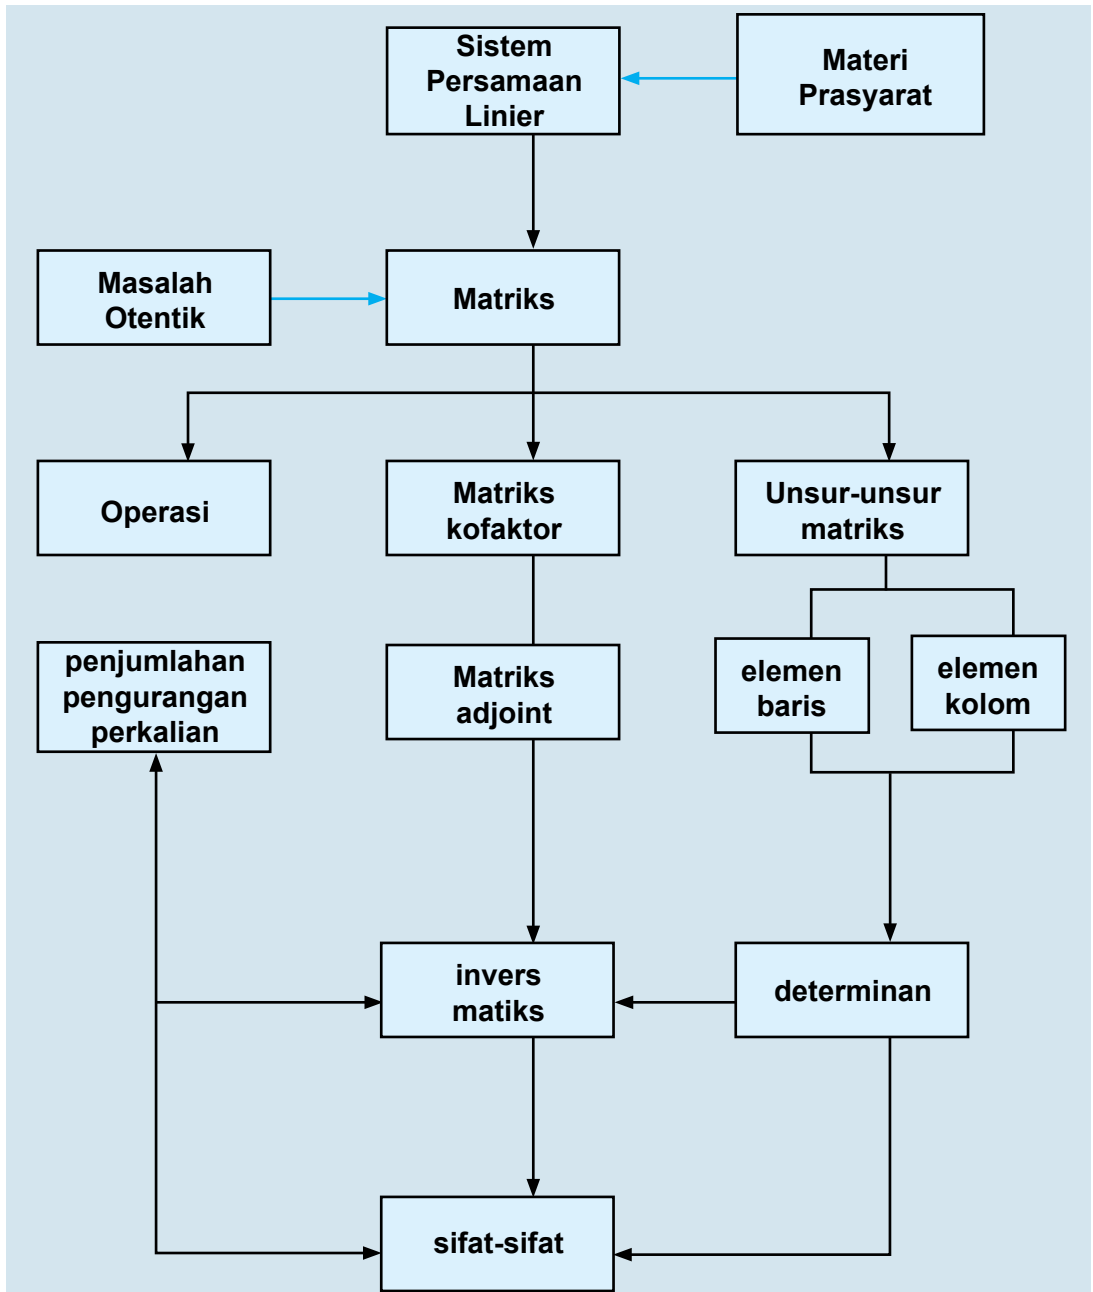 Sistem
Persamaan
Linier
Materi
Prasyarat
Masalah
Otentik
Matriks
Operasi
Matriks
kofaktor
Unsur-unsur
matriks
penjumlahan
pengurangan
perkalian
Matriks
adjoint
elemen
baris
elemen
kolom
invers
matiks
determinan
sifat-sifat